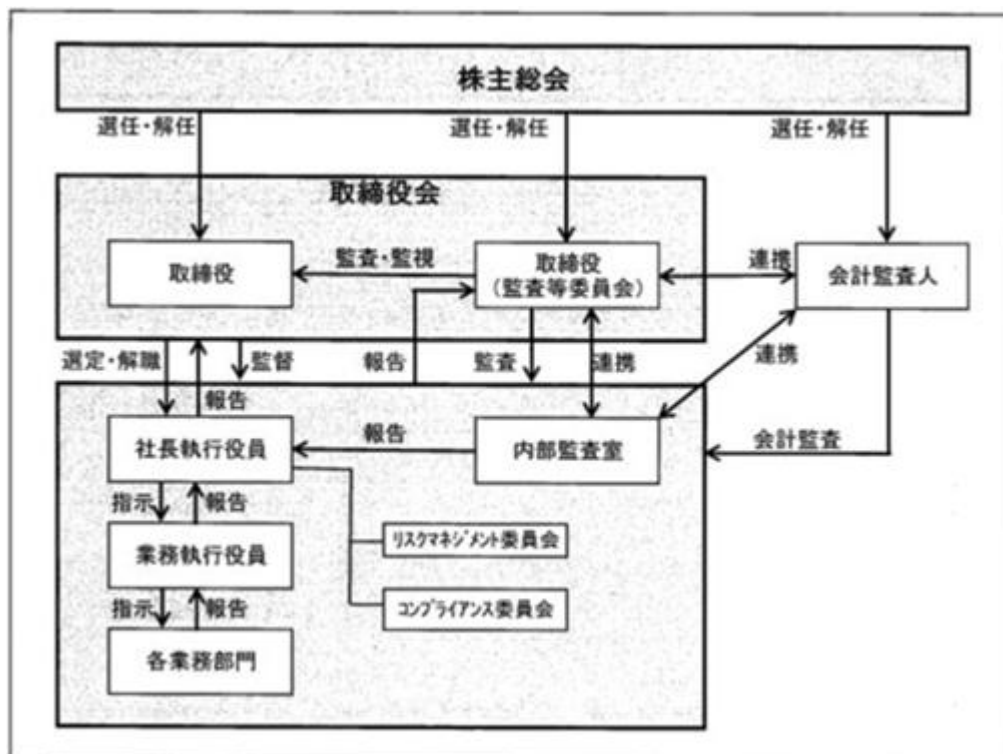 株主総会
選任・解任
選任・解任
選任・解任
取締役会
取締役
監査・監視
取締役
(監査等委員会)
連携
会計監査人
選定・解職
監督
報告
監査
連携
連携
報告
社長執行役員
報告
内部監査室
会計監査
指示
報告
リスクマネジメント委員会
業務執行役員
コンプライアンス委員会
指示
報告
各業務部門